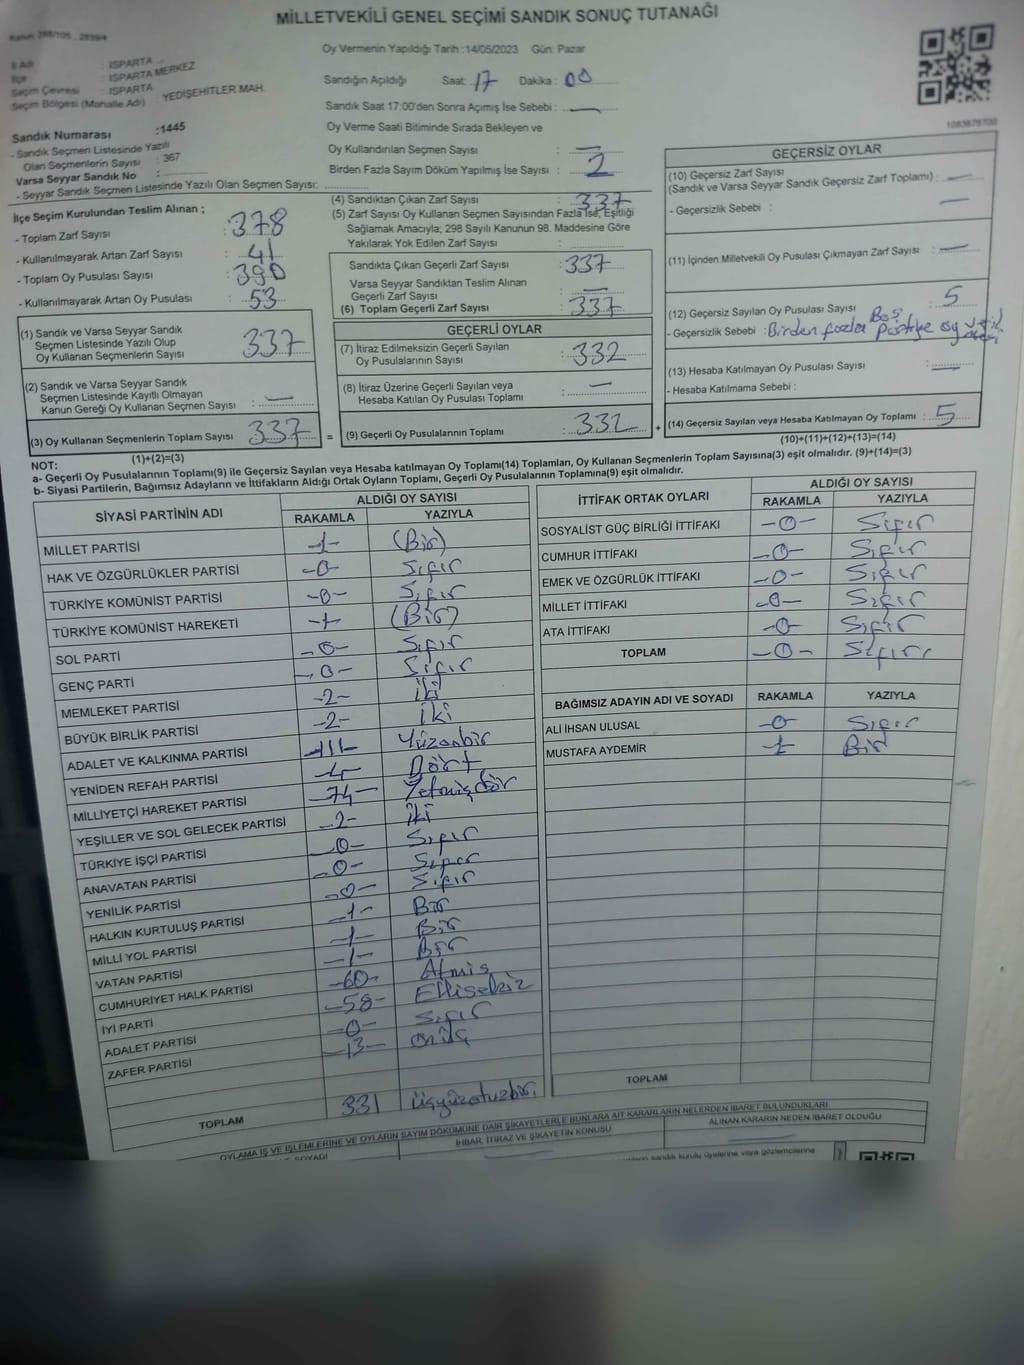 MİLLETVEKİLİ GENEL SEÇİMİ SANDIK SONUÇ TUTANAĞI
Oy Vermenin Yapıldığı Tarih :14/05/2023 Gün: Pazar
İl Adı : ISPARTA
İlçe : ISPARTA MERKEZ
Seçim Çevresi : ISPARTA
Seçim Bölgesi (Mahalle Adı) : YEDİŞEHİTLER MAH.
Sandığın Açıldığı Saat: 17 Dakika: 00
Sandık Saat 17:00'den Sonra Açılmış İse Sebebi : —
Oy Verme Saati Bitiminde Sırada Bekleyen ve
Oy Kullandırılan Seçmen Sayısı : —
Birden Fazla Sayım Döküm Yapılmış İse Sayısı : 2
Sandık Numarası :1445
- Sandık Seçmen Listesinde Yazılı
Olan Seçmenlerin Sayısı : 367
Varsa Seyyar Sandık No :
- Seyyar Sandık Seçmen Listesinde Yazılı Olan Seçmen Sayısı:
İlçe Seçim Kurulundan Teslim Alınan ;
- Toplam Zarf Sayısı : 378
- Kullanılmayarak Artan Zarf Sayısı : 41
- Toplam Oy Pusulası Sayısı : 390
- Kullanılmayarak Artan Oy Pusulası : 53
(1) Sandık ve Varsa Seyyar Sandık
Seçmen Listesinde Yazılı Olup
Oy Kullanan Seçmenlerin Sayısı : 337
(2) Sandık ve Varsa Seyyar Sandık
Seçmen Listesinde Kayıtlı Olmayan
Kanun Gereği Oy Kullanan Seçmen Sayısı : —
(3) Oy Kullanan Seçmenlerin Toplam Sayısı 337
(1)+(2)=(3)
(4) Sandıktan Çıkan Zarf Sayısı : 337
(5) Zarf Sayısı Oy Kullanan Seçmen Sayısından Fazla İse, Eşitliği
Sağlamak Amacıyla; 298 Sayılı Kanunun 98. Maddesine Göre
Yakılarak Yok Edilen Zarf Sayısı :
Sandıkta Çıkan Geçerli Zarf Sayısı : 337
Varsa Seyyar Sandıktan Teslim Alınan
Geçerli Zarf Sayısı : —
(6) Toplam Geçerli Zarf Sayısı : 337
GEÇERLİ OYLAR
(7) İtiraz Edilmeksizin Geçerli Sayılan
Oy Pusulalarının Sayısı : 332
(8) İtiraz Üzerine Geçerli Sayılan veya
Hesaba Katılan Oy Pusulası Toplamı : —
= (9) Geçerli Oy Pusulalarının Toplamı : 332
GEÇERSİZ OYLAR
(10) Geçersiz Zarf Sayısı
(Sandık ve Varsa Seyyar Sandık Geçersiz Zarf Toplamı) : —
- Geçersizlik Sebebi : —
(11) İçinden Milletvekili Oy Pusulası Çıkmayan Zarf Sayısı : —
(12) Geçersiz Sayılan Oy Pusulası Sayısı : 5
- Geçersizlik Sebebi : Birden fazla Boş partiye oy
(13) Hesaba Katılmayan Oy Pusulası Sayısı : —
- Hesaba Katılmama Sebebi :
+ (14) Geçersiz Sayılan veya Hesaba Katılmayan Oy Toplamı : 5
(10)+(11)+(12)+(13)=(14)
NOT:
a- Geçerli Oy Pusulalarının Toplamı(9) ile Geçersiz Sayılan veya Hesaba katılmayan Oy Toplamı(14) Toplamları, Oy Kullanan Seçmenlerin Toplam Sayısına(3) eşit olmalıdır. (9)+(14)=(3)
b- Siyasi Partilerin, Bağımsız Adayların ve İttifakların Aldığı Ortak Oyların Toplamı, Geçerli Oy Pusulalarının Toplamına(9) eşit olmalıdır.
SİYASİ PARTİNİN ADI ALDIĞI OY SAYISI
RAKAMLA YAZIYLA
MİLLET PARTİSİ -1- (Bir)
HAK VE ÖZGÜRLÜKLER PARTİSİ -0- Sıfır
TÜRKİYE KOMÜNİST PARTİSİ -0- Sıfır
TÜRKİYE KOMÜNİST HAREKETİ -1 (Bir)
SOL PARTİ -0- Sıfır
GENÇ PARTİ -0- Sıfır
MEMLEKET PARTİSİ -2- İki
BÜYÜK BİRLİK PARTİSİ -2- İki
ADALET VE KALKINMA PARTİSİ -111- Yüzonbir
YENİDEN REFAH PARTİSİ -4- Dört
MİLLİYETÇİ HAREKET PARTİSİ -74- Yetmişdör
YEŞİLLER VE SOL GELECEK PARTİSİ -2- İki
TÜRKİYE İŞÇİ PARTİSİ -0- Sıfır
ANAVATAN PARTİSİ -0- Sıfır
YENİLİK PARTİSİ -0- Sıfır
HALKIN KURTULUŞ PARTİSİ -1- Bir
MİLLİ YOL PARTİSİ -1- Bir
VATAN PARTİSİ -1- Bir
CUMHURİYET HALK PARTİSİ -60- Atmış
İYİ PARTİ -58- Ellisekiz
ADALET PARTİSİ -0- Sıfır
ZAFER PARTİSİ -13- Onüç
TOPLAM 331 üçyüzotuzbir
İTTİFAK ORTAK OYLARI ALDIĞI OY SAYISI
RAKAMLA YAZIYLA
SOSYALİST GÜÇ BİRLİĞİ İTTİFAKI -0- Sıfır
CUMHUR İTTİFAKI -0- Sıfır
EMEK VE ÖZGÜRLÜK İTTİFAKI -0- Sıfır
MİLLET İTTİFAKI -0- Sıfır
ATA İTTİFAKI -0- Sıfır
TOPLAM -0- Sıfır
BAĞIMSIZ ADAYIN ADI VE SOYADI RAKAMLA YAZIYLA
ALİ İHSAN ULUSAL -0- Sıfır
MUSTAFA AYDEMİR -1- Bir
TOPLAM
OYLAMA İŞ VE İŞLEMLERİNE VE OYLARIN SAYIM DÖKÜMÜNE DAİR ŞİKAYETLERLE BUNLARA AİT KARARLARIN NELERDEN İBARET BULUNDUKLARI
İHBAR, İTİRAZ VE ŞİKAYETİN KONUSU
ALINAN KARARIN NEDEN İBARET OLDUĞU